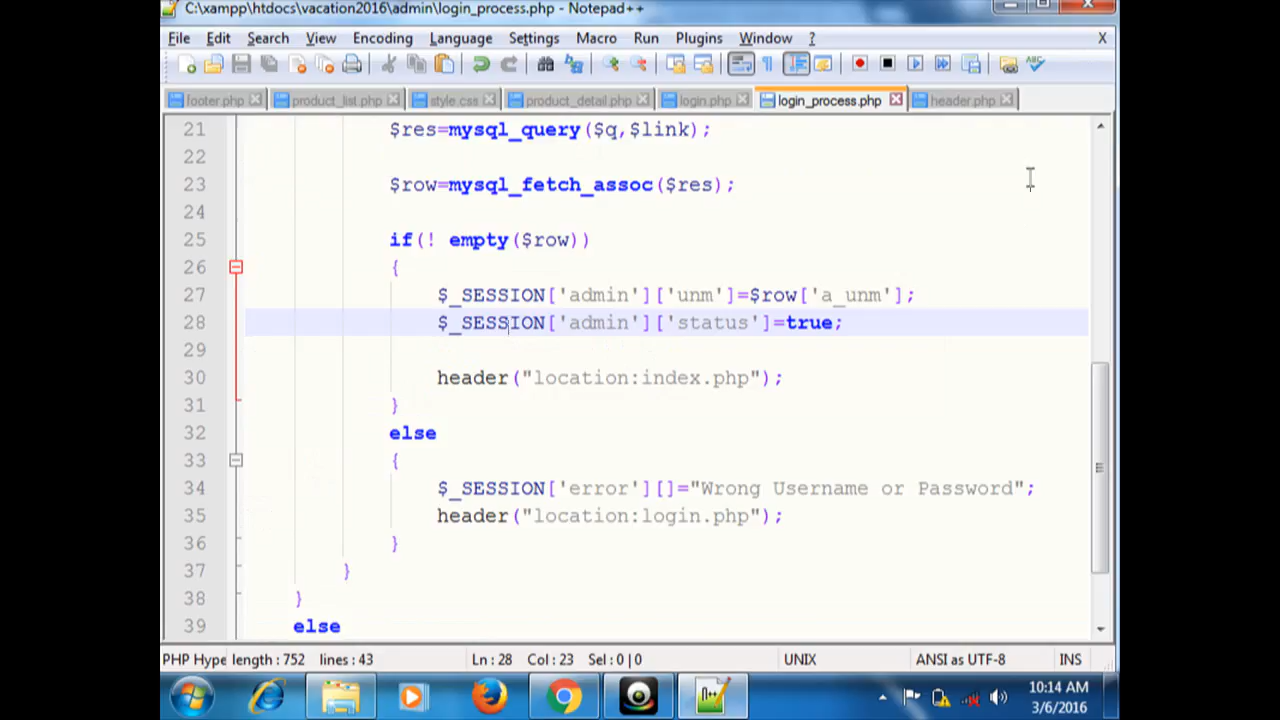 C:\xampp\htdocs\vacation2016\admin\login_process.php - Notepad++
File Edit Search View Encoding Language Settings Macro Run Plugins Window ? X
footer.php product_list.php style.css product_detail.php login.php login_process.php header.php
21 $res=mysql_query($q,$link);
22
23 $row=mysql_fetch_assoc($res);
24
25 if(! empty($row))
26 {
27 $_SESSION['admin']['unm']=$row['a_unm'];
28 $_SESSION['admin']['status']=true;
29
30 header("location:index.php");
31 }
32 else
33 {
34 $_SESSION['error'][]="Wrong Username or Password";
35 header("location:login.php");
36 }
37 }
38 }
39 else
PHP Hype length : 752 lines : 43 Ln : 28 Col : 23 Sel : 0 | 0 UNIX ANSI as UTF-8 INS
10:14 AM
3/6/2016